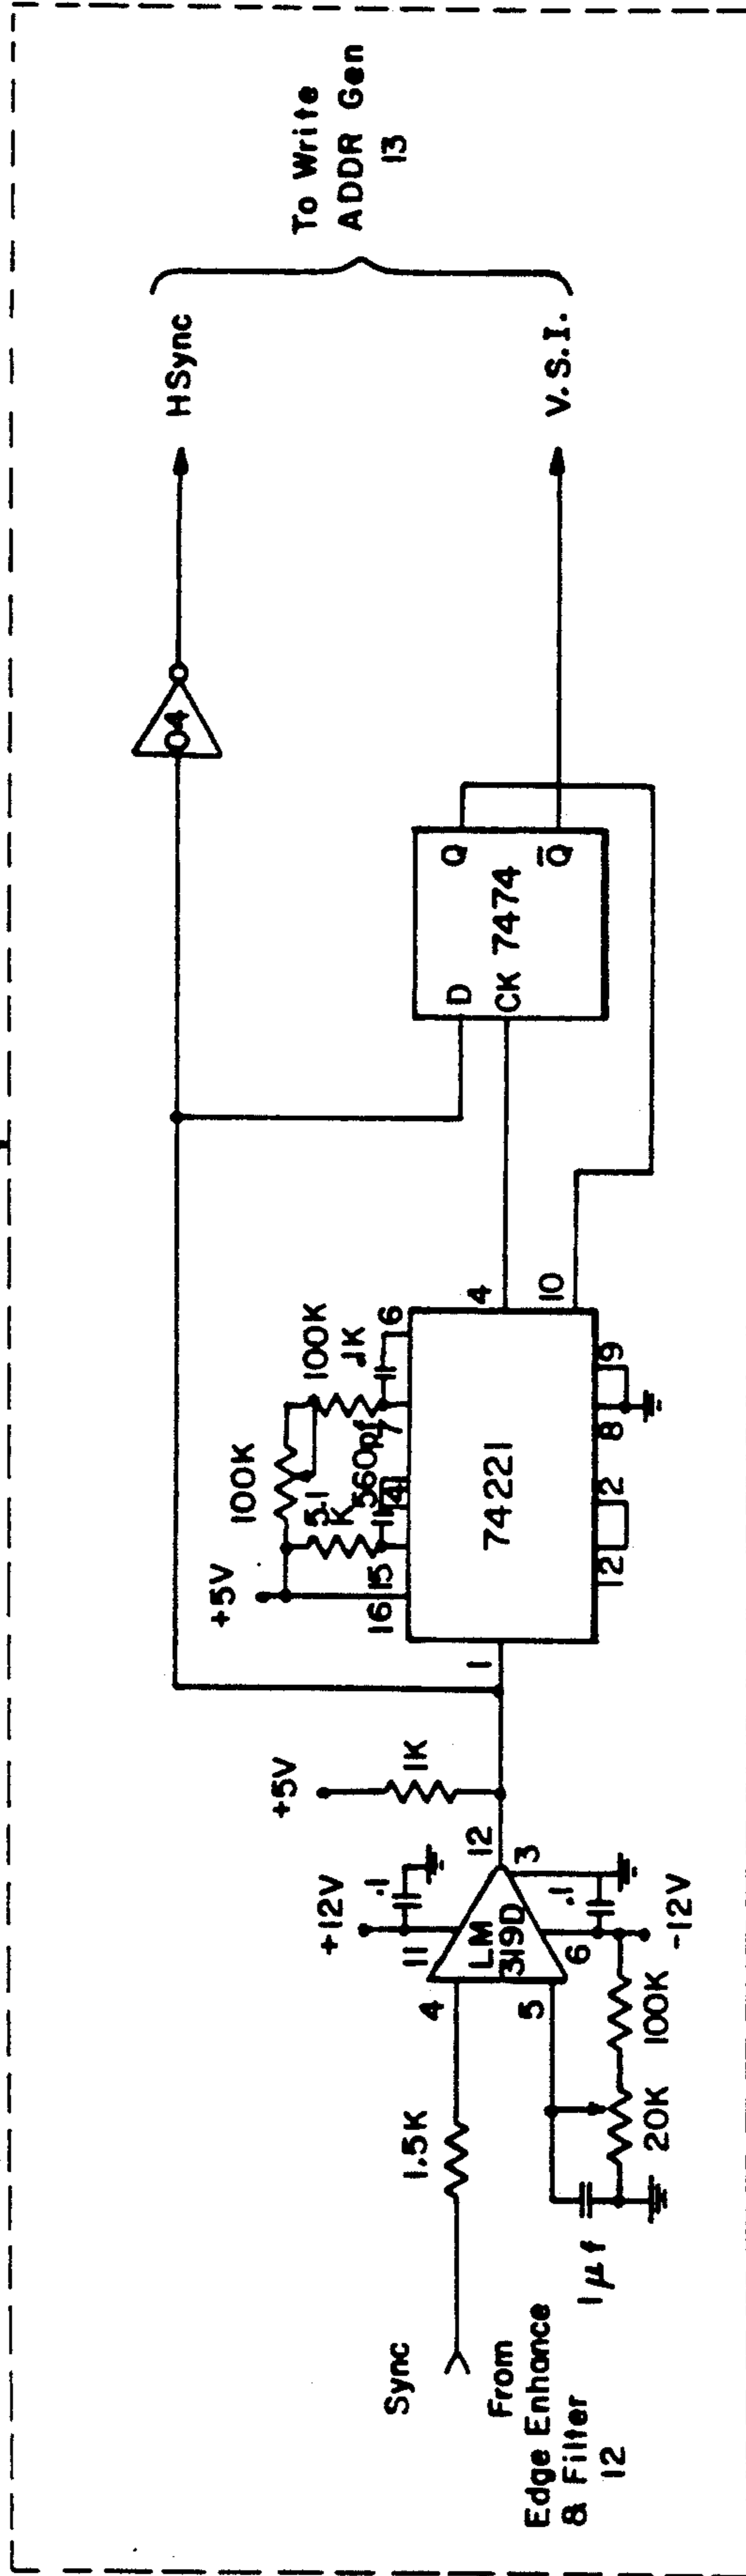 Sync
From
Edge Enhance
& Filter
12
1.5K
4
5
1µf
20K
100K
-12V
6
.1
3
LM
319D
11
+12V
.1
12
+5V
1K
1
+5V
100K
5.1
K
560pf
100K
.1K
16
15
14
7
6
74221
12
12
8
9
4
10
D
CK 7474
Q
Q̅
04
HSync
V.S.I.
To Write
ADDR Gen
13